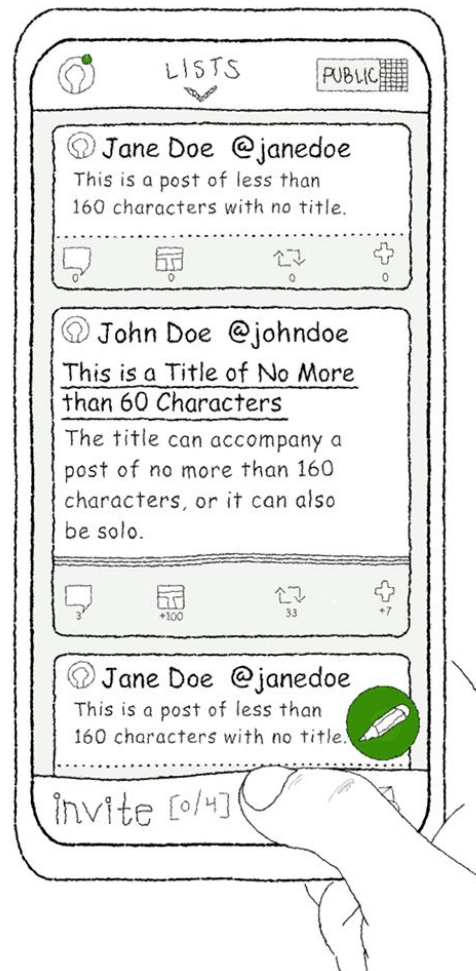 LISTS
PUBLIC
Jane Doe @janedoe
This is a post of less than
160 characters with no title.
0 0 0 0
John Doe @johndoe
This is a Title of No More
than 60 Characters
The title can accompany a
post of no more than 160
characters, or it can also
be solo.
3 +100 33 +7
Jane Doe @janedoe
This is a post of less than
160 characters with no title.
invite [0/4]